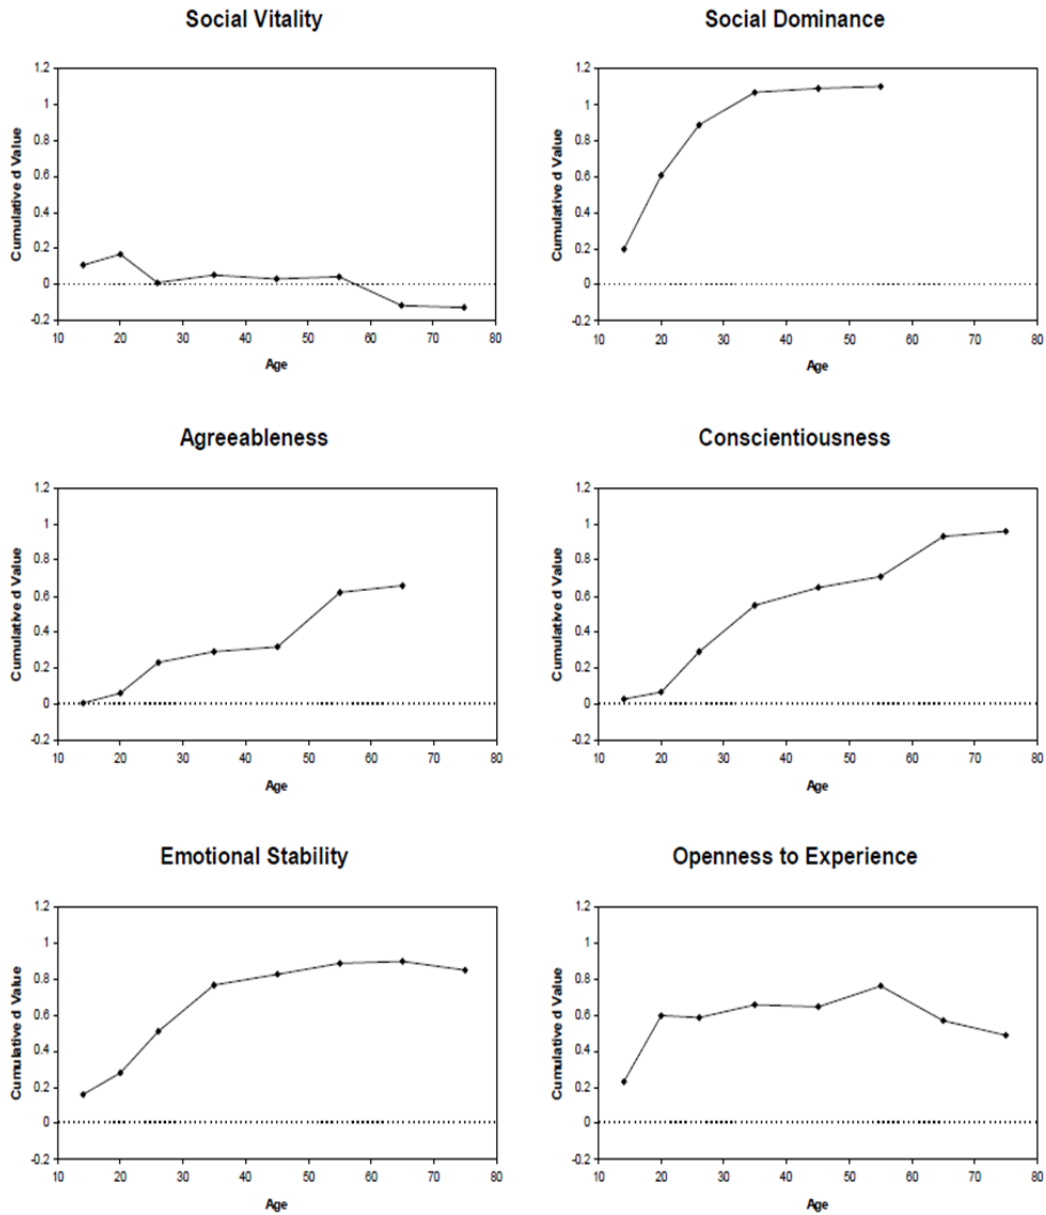 Social Vitality
Cumulative d Value
1.2
1
0.8
0.6
0.4
0.2
0
-0.2
10 20 30 40 50 60 70 80
Age
Social Dominance
Cumulative d Value
1.2
1
0.8
0.6
0.4
0.2
0
-0.2
10 20 30 40 50 60 70 80
Age
Agreeableness
Cumulative d Value
1.2
1
0.8
0.6
0.4
0.2
0
-0.2
10 20 30 40 50 60 70 80
Age
Conscientiousness
Cumulative d Value
1.2
1
0.8
0.6
0.4
0.2
0
-0.2
10 20 30 40 50 60 70 80
Age
Emotional Stability
Cumulative d Value
1.2
1
0.8
0.6
0.4
0.2
0
-0.2
10 20 30 40 50 60 70 80
Age
Openness to Experience
Cumulative d Value
1.2
1
0.8
0.6
0.4
0.2
0
-0.2
10 20 30 40 50 60 70 80
Age